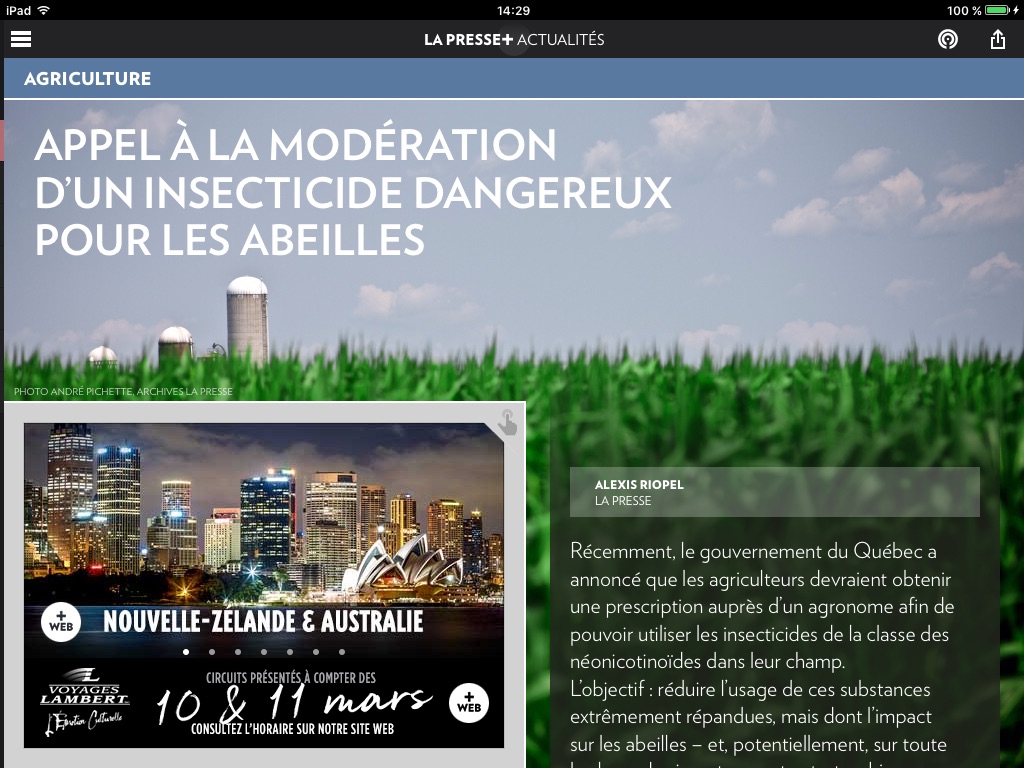 iPad
14:29
100 %
LA PRESSE+ ACTUALITÉS
AGRICULTURE
APPEL À LA MODÉRATION
D'UN INSECTICIDE DANGEREUX
POUR LES ABEILLES
PHOTO ANDRÉ PICHETTE, ARCHIVES LA PRESSE
+
WEB
NOUVELLE-ZÉLANDE & AUSTRALIE
VOYAGES
LAMBERT
L'Émotion Culturelle
CIRCUITS PRÉSENTÉS À COMPTER DES
10 & 11 mars
CONSULTEZ L'HORAIRE SUR NOTRE SITE WEB
+
WEB
ALEXIS RIOPEL
LA PRESSE
Récemment, le gouvernement du Québec a
annoncé que les agriculteurs devraient obtenir
une prescription auprès d'un agronome afin de
pouvoir utiliser les insecticides de la classe des
néonicotinoïdes dans leur champ.
L'objectif : réduire l'usage de ces substances
extrêmement répandues, mais dont l'impact
sur les abeilles – et, potentiellement, sur toute